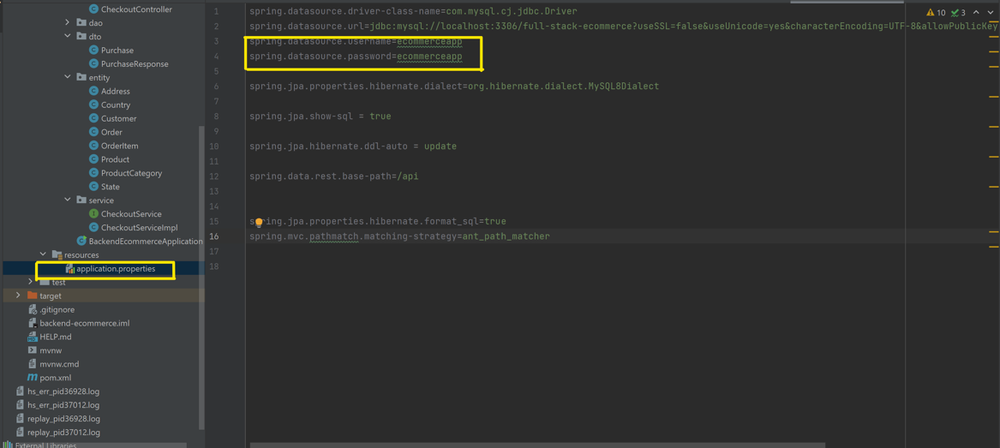 CheckoutController
dao
dto
Purchase
PurchaseResponse
entity
Address
Country
Customer
Order
OrderItem
Product
ProductCategory
State
service
CheckoutService
CheckoutServiceImpl
BackendEcommerceApplication
resources
application.properties
test
target
.gitignore
backend-ecommerce.iml
HELP.md
mvnw
mvnw.cmd
pom.xml
hs_err_pid36928.log
hs_err_pid37012.log
replay_pid36928.log
replay_pid37012.log
External Libraries
10 3
1 spring.datasource.driver-class-name=com.mysql.cj.jdbc.Driver
2 spring.datasource.url=jdbc:mysql://localhost:3306/full-stack-ecommerce?useSSL=false&useUnicode=yes&characterEncoding=UTF-8&allowPublicKey
3 spring.datasource.username=ecommerceapp
4 spring.datasource.password=ecommerceapp
5
6 spring.jpa.properties.hibernate.dialect=org.hibernate.dialect.MySQL8Dialect
7
8 spring.jpa.show-sql = true
9
10 spring.jpa.hibernate.ddl-auto = update
11
12 spring.data.rest.base-path=/api
13
14
15 spring.jpa.properties.hibernate.format_sql=true
16 spring.mvc.pathmatch.matching-strategy=ant_path_matcher
17
18